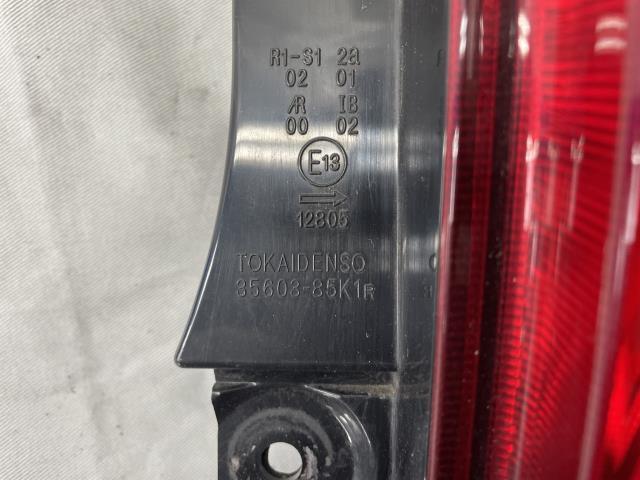 R1-S1 2a
02 01
AR IB
00 02
E13
12805
TOKAIDENSO
35603-85K1R